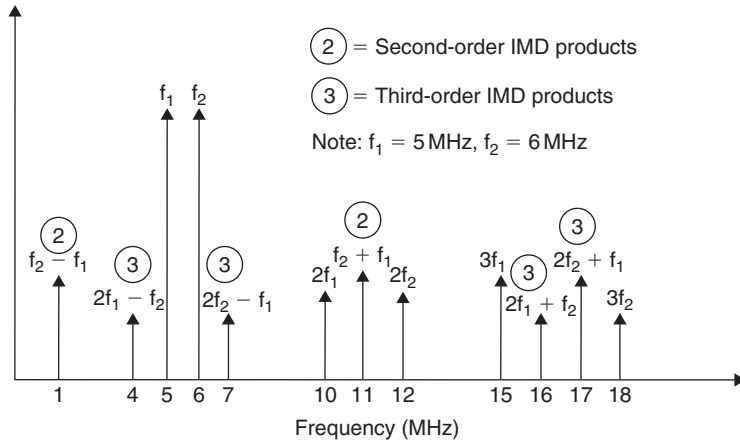 ② = Second-order IMD products
③ = Third-order IMD products
Note: f₁ = 5 MHz, f₂ = 6 MHz
f₁ f₂
② ③ ③ ② ③ ③
f₂ − f₁
2f₁ − f₂
2f₂ − f₁
2f₁
f₂ + f₁
2f₂
3f₁
2f₁ + f₂
2f₂ + f₁
3f₂
1 4 5 6 7 10 11 12 15 16 17 18
Frequency (MHz)